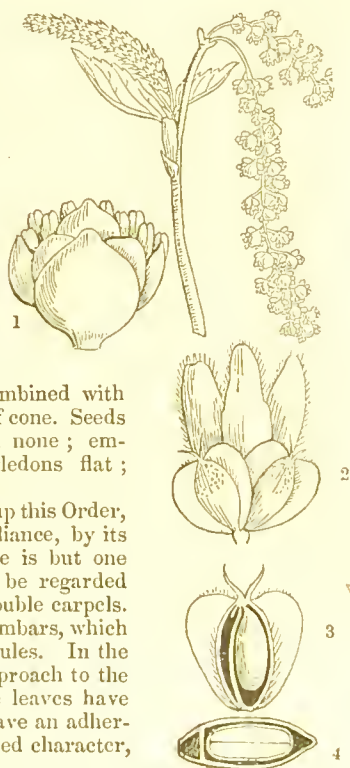 1
mbined with
f cone. Seeds
none ; em-
ledons flat ;
2
up this Order,
liance, by its
e is but one
be regarded
ouble carpels.
mbars, which
ules. In the
proach to the
leaves have
ave an adher-
ed character,
3
4